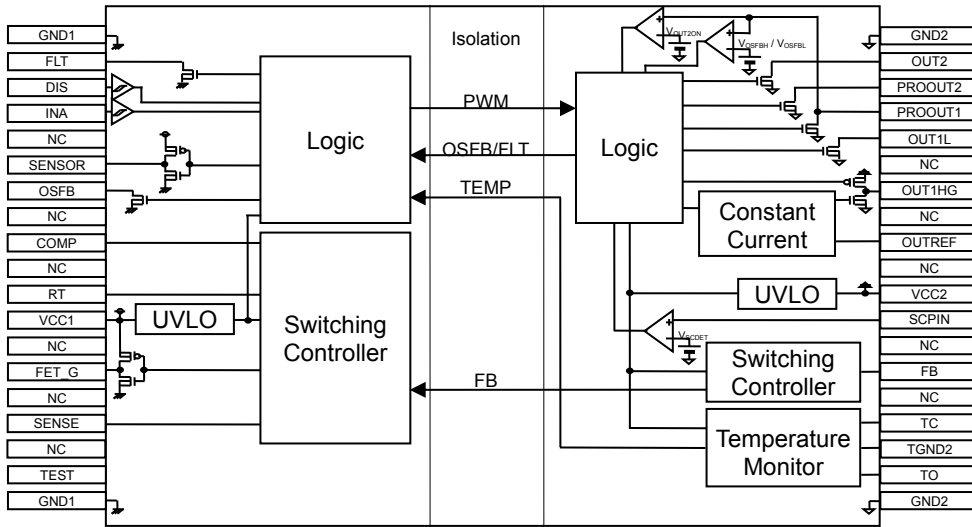 GND1
FLT
DIS
INA
NC
SENSOR
OSFB
NC
COMP
NC
RT
VCC1
NC
FET_G
NC
SENSE
NC
TEST
GND1
Logic
UVLO
Switching
Controller
Isolation
PWM
OSFB/FLT
TEMP
FB
VOUT2ON
VOSFBH / VOSFBL
Logic
Constant
Current
UVLO
VSCDET
Switching
Controller
Temperature
Monitor
GND2
OUT2
PROOUT2
PROOUT1
OUT1L
NC
OUT1HG
NC
OUTREF
NC
VCC2
SCPIN
NC
FB
NC
TC
TGND2
TO
GND2